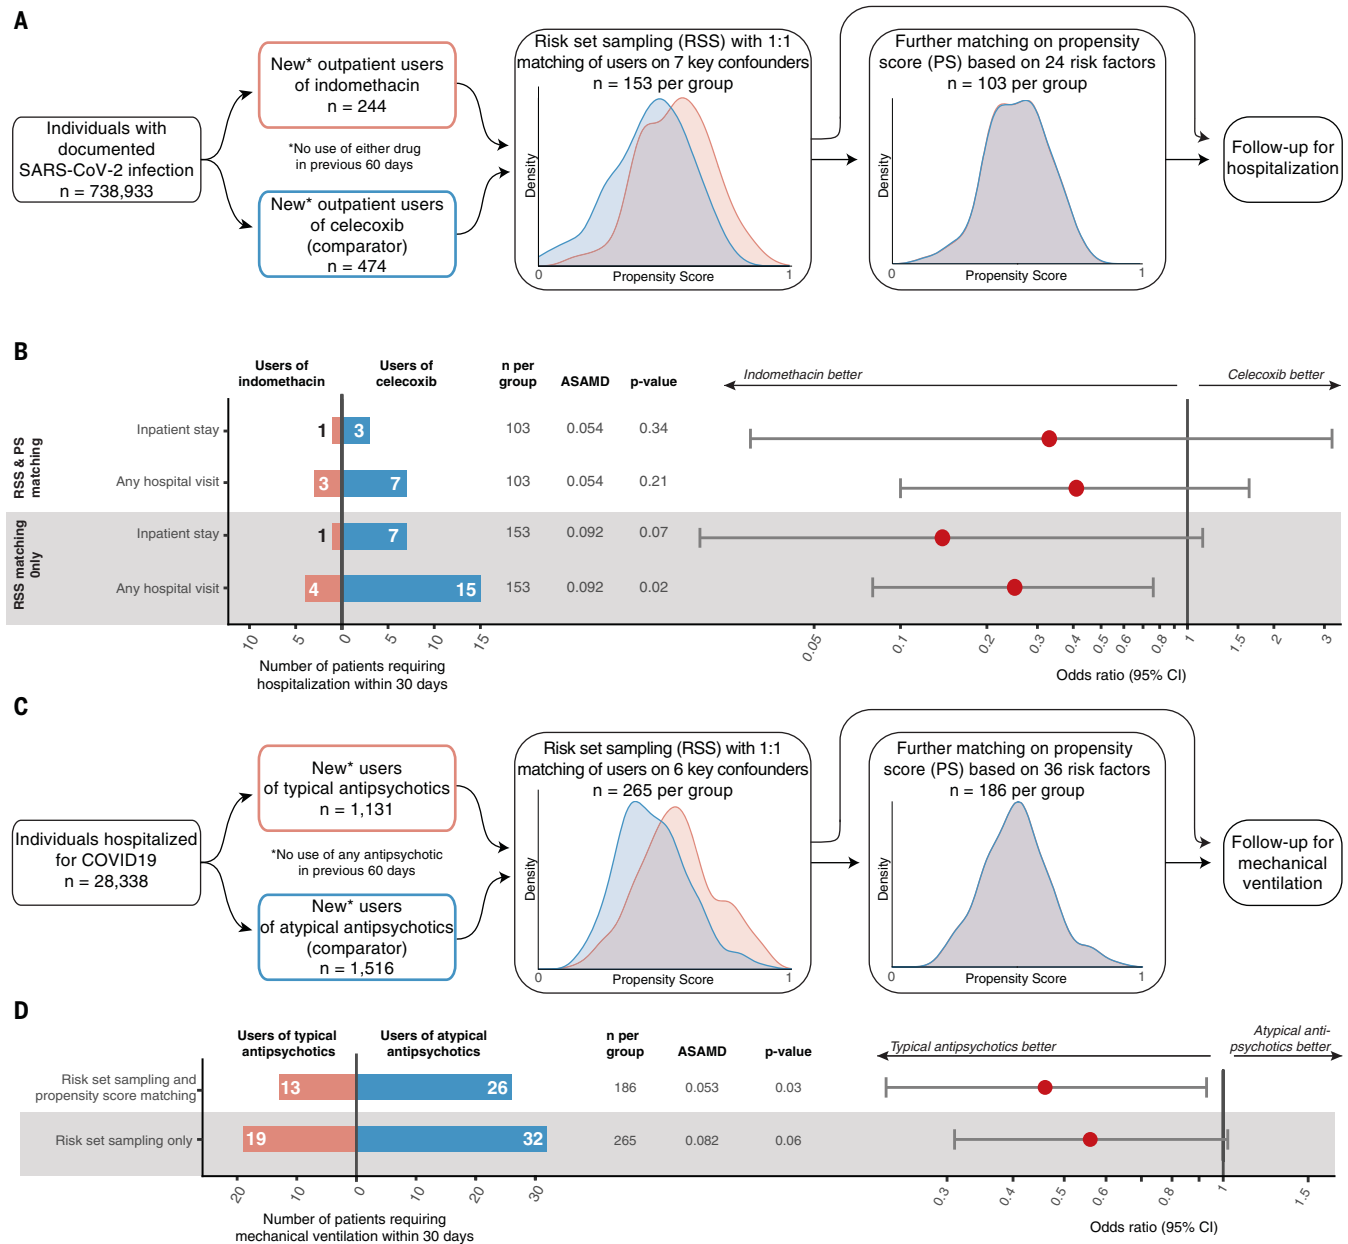 A
Individuals with
documented
SARS-CoV-2 infection
n = 738,933
New* outpatient users
of indomethacin
n = 244
*No use of either drug
in previous 60 days
New* outpatient users
of celecoxib
(comparator)
n = 474
Risk set sampling (RSS) with 1:1
matching of users on 7 key confounders
n = 153 per group
Density
0
Propensity Score
1
Further matching on propensity
score (PS) based on 24 risk factors
n = 103 per group
Density
0
Propensity Score
1
Follow-up for
hospitalization
B
Users of
indomethacin
Users of
celecoxib
n per
group
ASAMD
p-value
Indomethacin better
Celecoxib better
RSS & PS
matching
Inpatient stay
1
3
103
0.054
0.34
Any hospital visit
3
7
103
0.054
0.21
RSS matching
Only
Inpatient stay
1
7
153
0.092
0.07
Any hospital visit
4
15
153
0.092
0.02
10
5
0
5
10
15
Number of patients requiring
hospitalization within 30 days
0.05
0.1
0.2
0.3
0.4
0.5
0.6
0.8
1
1.5
2
3
Odds ratio (95% CI)
C
Individuals hospitalized
for COVID19
n = 28,338
New* users
of typical antipsychotics
n = 1,131
*No use of any antipsychotic
in previous 60 days
New* users
of atypical antipsychotics
(comparator)
n = 1,516
Risk set sampling (RSS) with 1:1
matching of users on 6 key confounders
n = 265 per group
Density
0
Propensity Score
1
Further matching on propensity
score (PS) based on 36 risk factors
n = 186 per group
Density
0
Propensity Score
1
Follow-up for
mechanical
ventilation
D
Users of typical
antipsychotics
Users of atypical
antipsychotics
n per
group
ASAMD
p-value
Typical antipsychotics better
Atypical anti-
psychotics better
Risk set sampling and
propensity score matching
13
26
186
0.053
0.03
Risk set sampling only
19
32
265
0.082
0.06
20
10
0
10
20
30
Number of patients requiring
mechanical ventilation within 30 days
0.3
0.4
0.5
0.6
0.8
1
1.5
Odds ratio (95% CI)